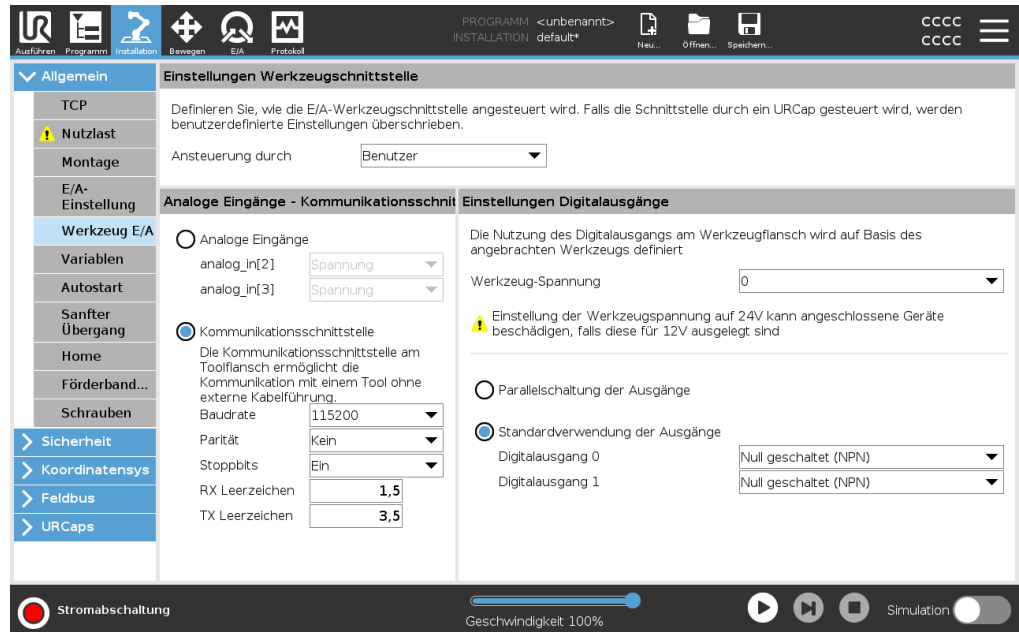 UR
PROGRAMM <unbenannt>
INSTALLATION default*
CCCC
CCCC
Ausführen
Programm
Installation
Bewegen
E/A
Protokoll
Neu...
Öffnen...
Speichern...
Allgemein
TCP
Nutzlast
Montage
E/A-
Einstellung
Werkzeug E/A
Variablen
Autostart
Sanfter
Übergang
Home
Förderband...
Schrauben
Sicherheit
Koordinatensys
Feldbus
URCaps
Einstellungen Werkzeugschnittstelle
Definieren Sie, wie die E/A-Werkzeugschnittstelle angesteuert wird. Falls die Schnittstelle durch ein URCap gesteuert wird, werden
benutzerdefinierte Einstellungen überschrieben.
Ansteuerung durch
Benutzer
Analoge Eingänge - Kommunikationsschnit
Analoge Eingänge
analog_in[2]
Spannung
analog_in[3]
Spannung
Kommunikationsschnittstelle
Die Kommunikationsschnittstelle am
Toolflansch ermöglicht die
Kommunikation mit einem Tool ohne
externe Kabelführung.
Baudrate
115200
Parität
Kein
Stoppbits
Ein
RX Leerzeichen
1,5
TX Leerzeichen
3,5
Einstellungen Digitalausgänge
Die Nutzung des Digitalausgangs am Werkzeugflansch wird auf Basis des
angebrachten Werkzeugs definiert
Werkzeug-Spannung
0
Einstellung der Werkzeugspannung auf 24V kann angeschlossene Geräte
beschädigen, falls diese für 12V ausgelegt sind
Parallelschaltung der Ausgänge
Standardverwendung der Ausgänge
Digitalausgang 0
Null geschaltet (NPN)
Digitalausgang 1
Null geschaltet (NPN)
Stromabschaltung
Geschwindigkeit 100%
Simulation